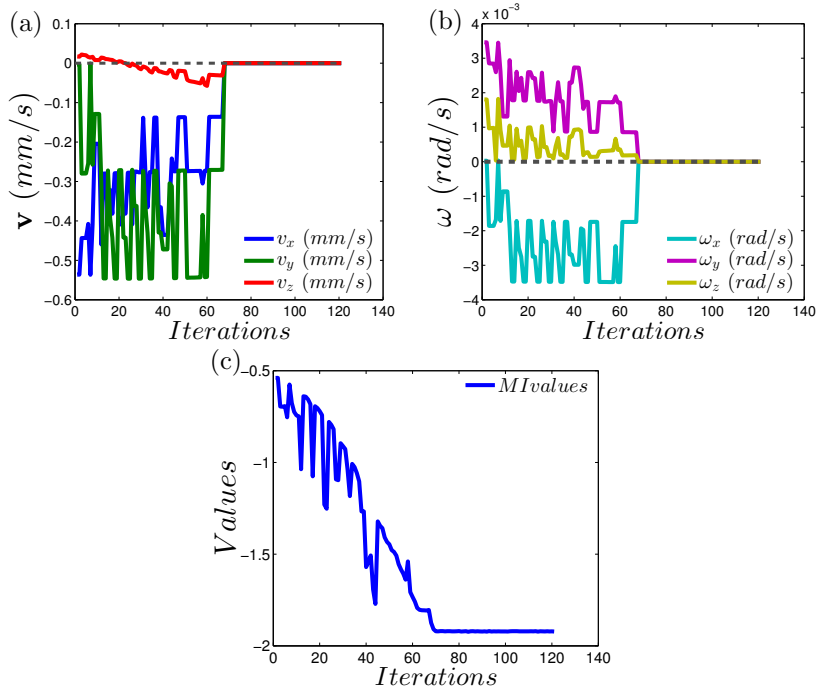 (a)
0.1
0
−0.1
−0.2
−0.3
−0.4
−0.5
−0.6
v (mm/s)
0 20 40 60 80 100 120 140
Iterations
v_x (mm/s)
v_y (mm/s)
v_z (mm/s)
(b)
x 10^−3
4
3
2
1
0
−1
−2
−3
−4
ω (rad/s)
0 20 40 60 80 100 120 140
Iterations
ω_x (rad/s)
ω_y (rad/s)
ω_z (rad/s)
(c)
−0.5
−1
−1.5
−2
Values
0 20 40 60 80 100 120 140
Iterations
MIvalues